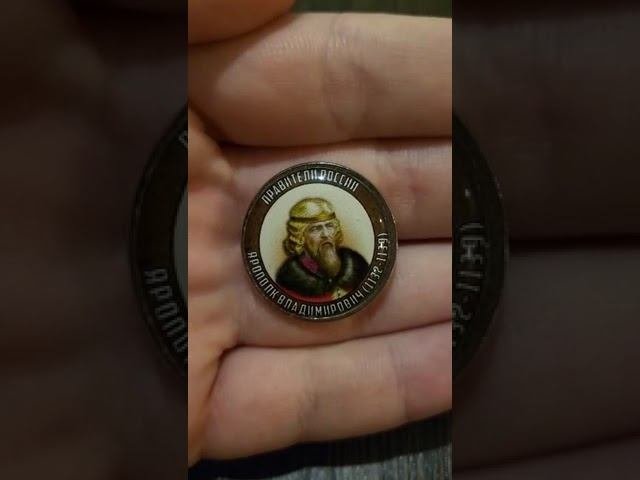 ПРАВИТЕЛИ РОССИИ
ЯРОПОЛК ВЛАДИМИРОВИЧ (1132-1139)